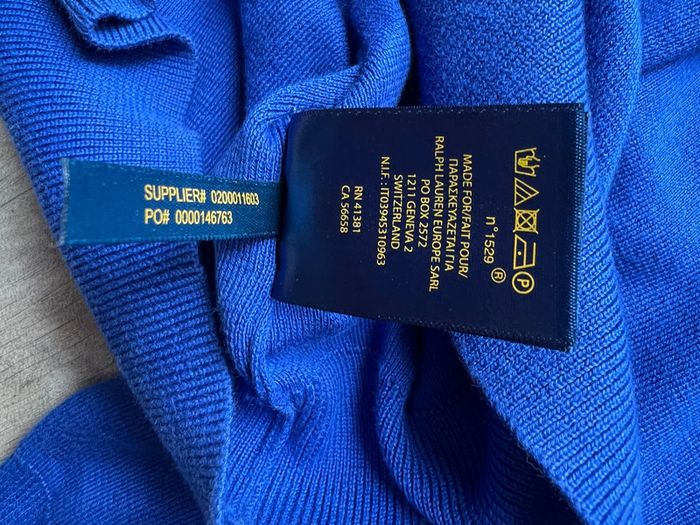 SUPPLIER# 0200011603
PO# 0000146763
n°1529 ®
MADE FOR/FAIT POUR/
ΠΑΡΑΣΚΕΥΑΖΕΤΑΙ ΓΙΑ
RALPH LAUREN EUROPE SARL
PO BOX 2572
1211 GENEVA 2
SWITZERLAND
N.I.F.: IT03945310963
RN 41381
CA 56658
P